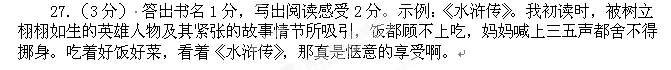 27.（3分）答出书名1分，写出阅读感受2分。示例：《水浒传》。我初读时，被树立
栩栩如生的英雄人物及其紧张的故事情节所吸引，饭都顾不上吃，妈妈喊上三五声都舍不得
挪身。吃着好饭好菜，看着《水浒传》，那真是惬意的享受啊。